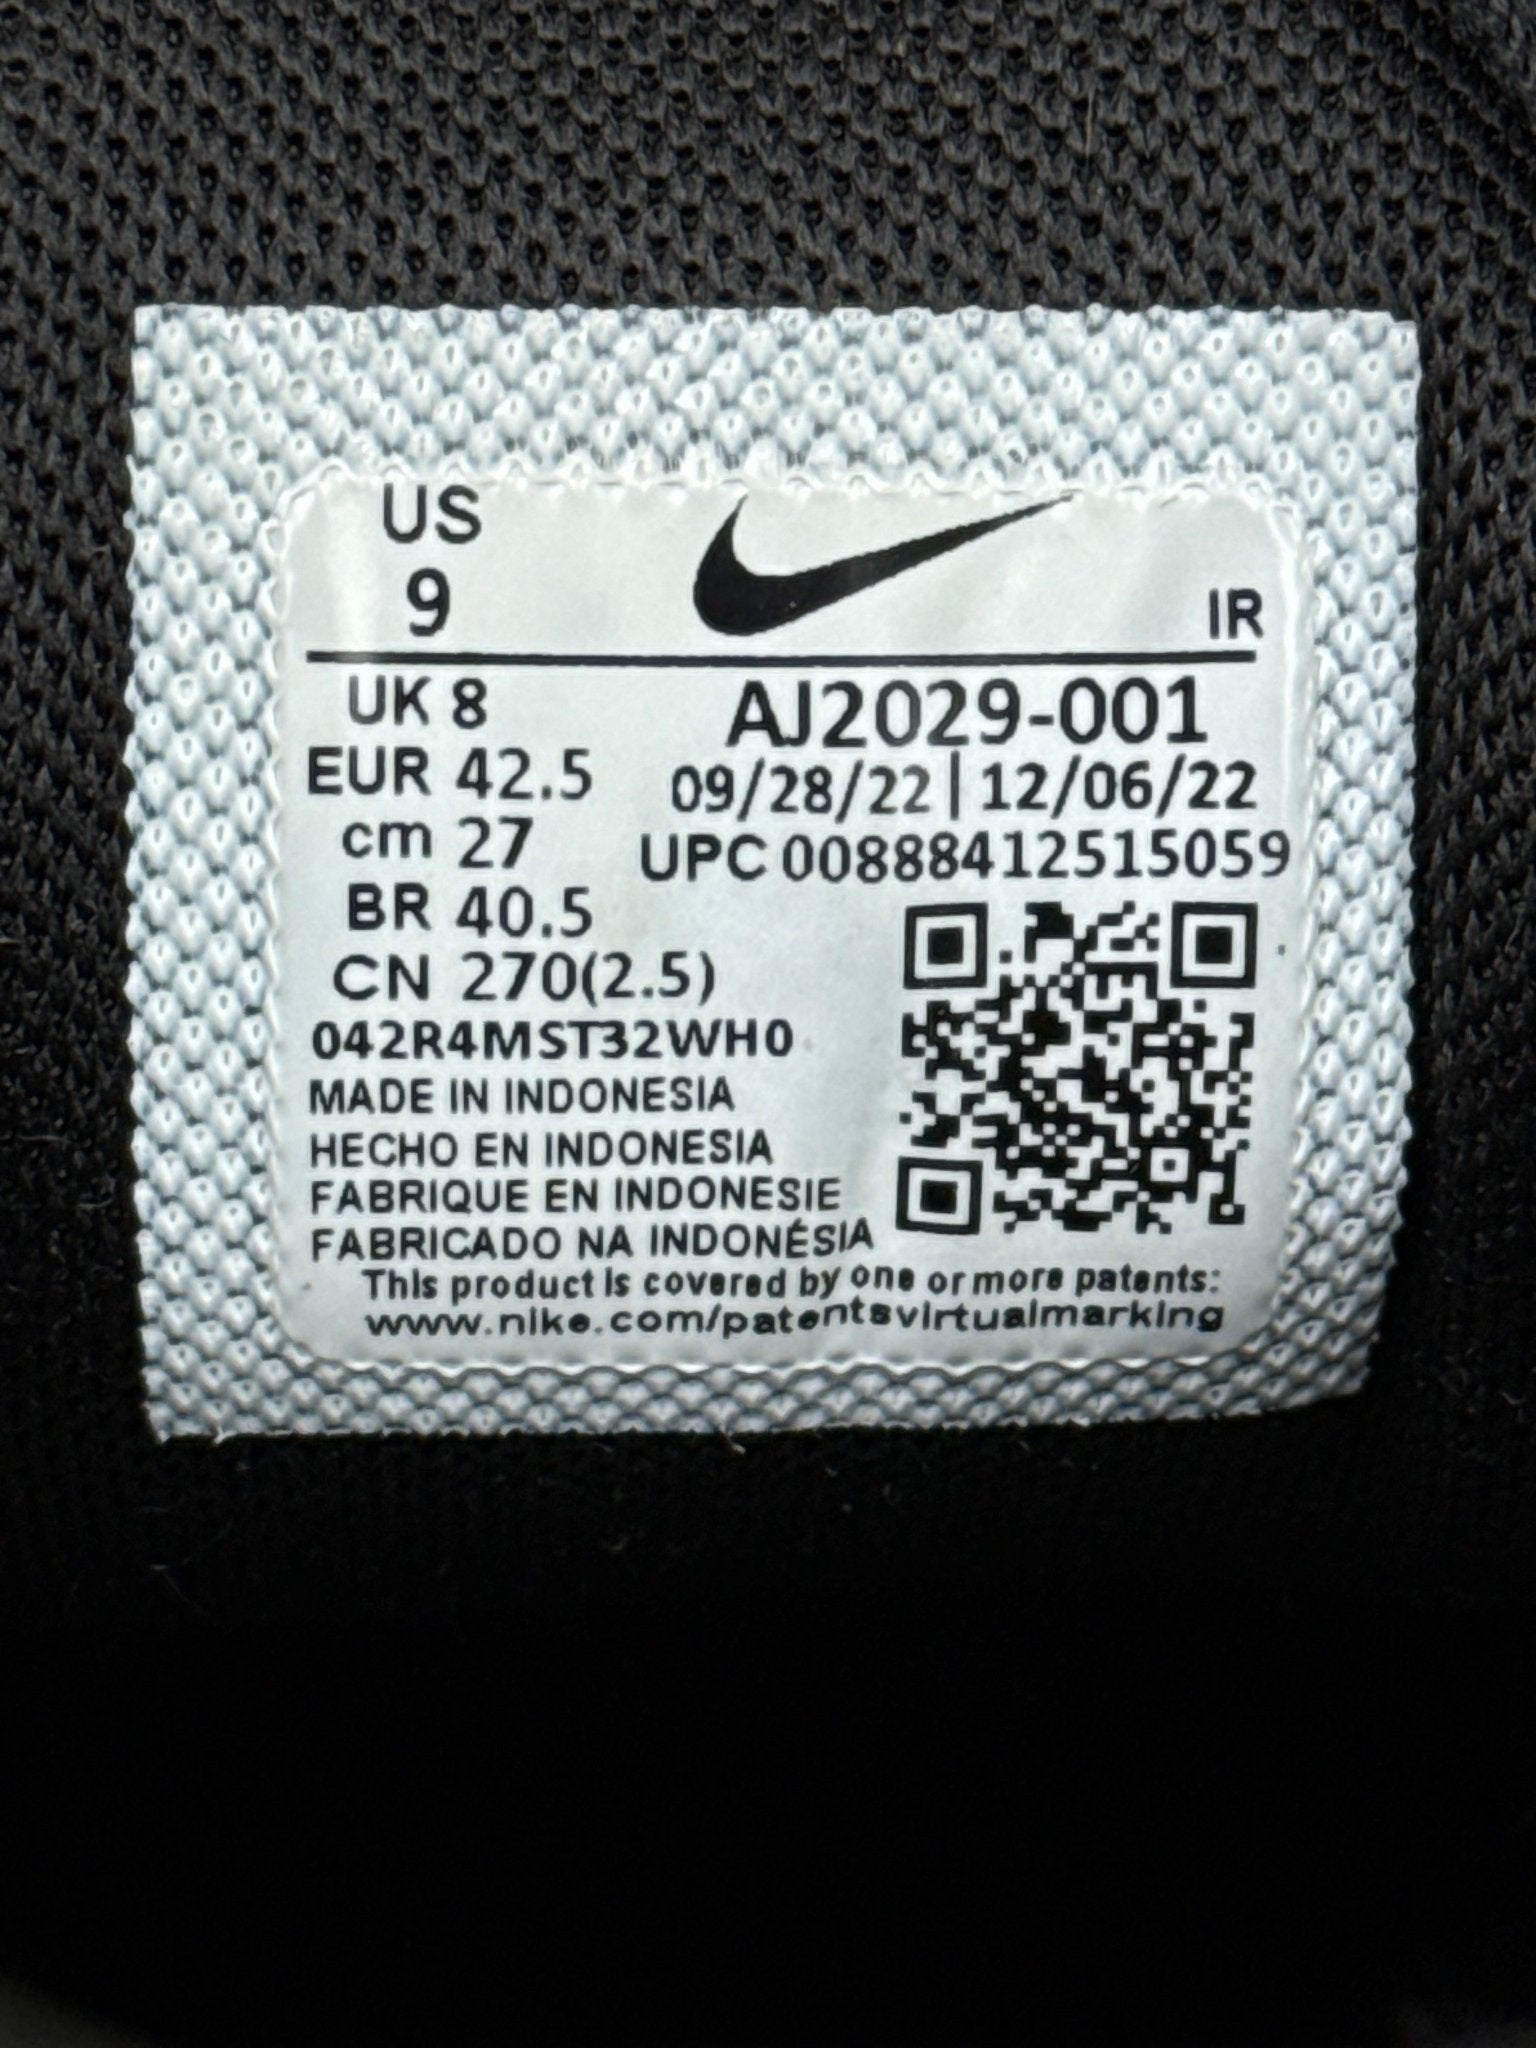 US
9
IR
UK 8
EUR 42.5
cm 27
BR 40.5
CN 270(2.5)
AJ2029-001
09/28/22 | 12/06/22
UPC 00888412515059
042R4MST32WH0
MADE IN INDONESIA
HECHO EN INDONESIA
FABRIQUE EN INDONESIE
FABRICADO NA INDONÉSIA
This product is covered by one or more patents:
www.nike.com/patentsvirtualmarking